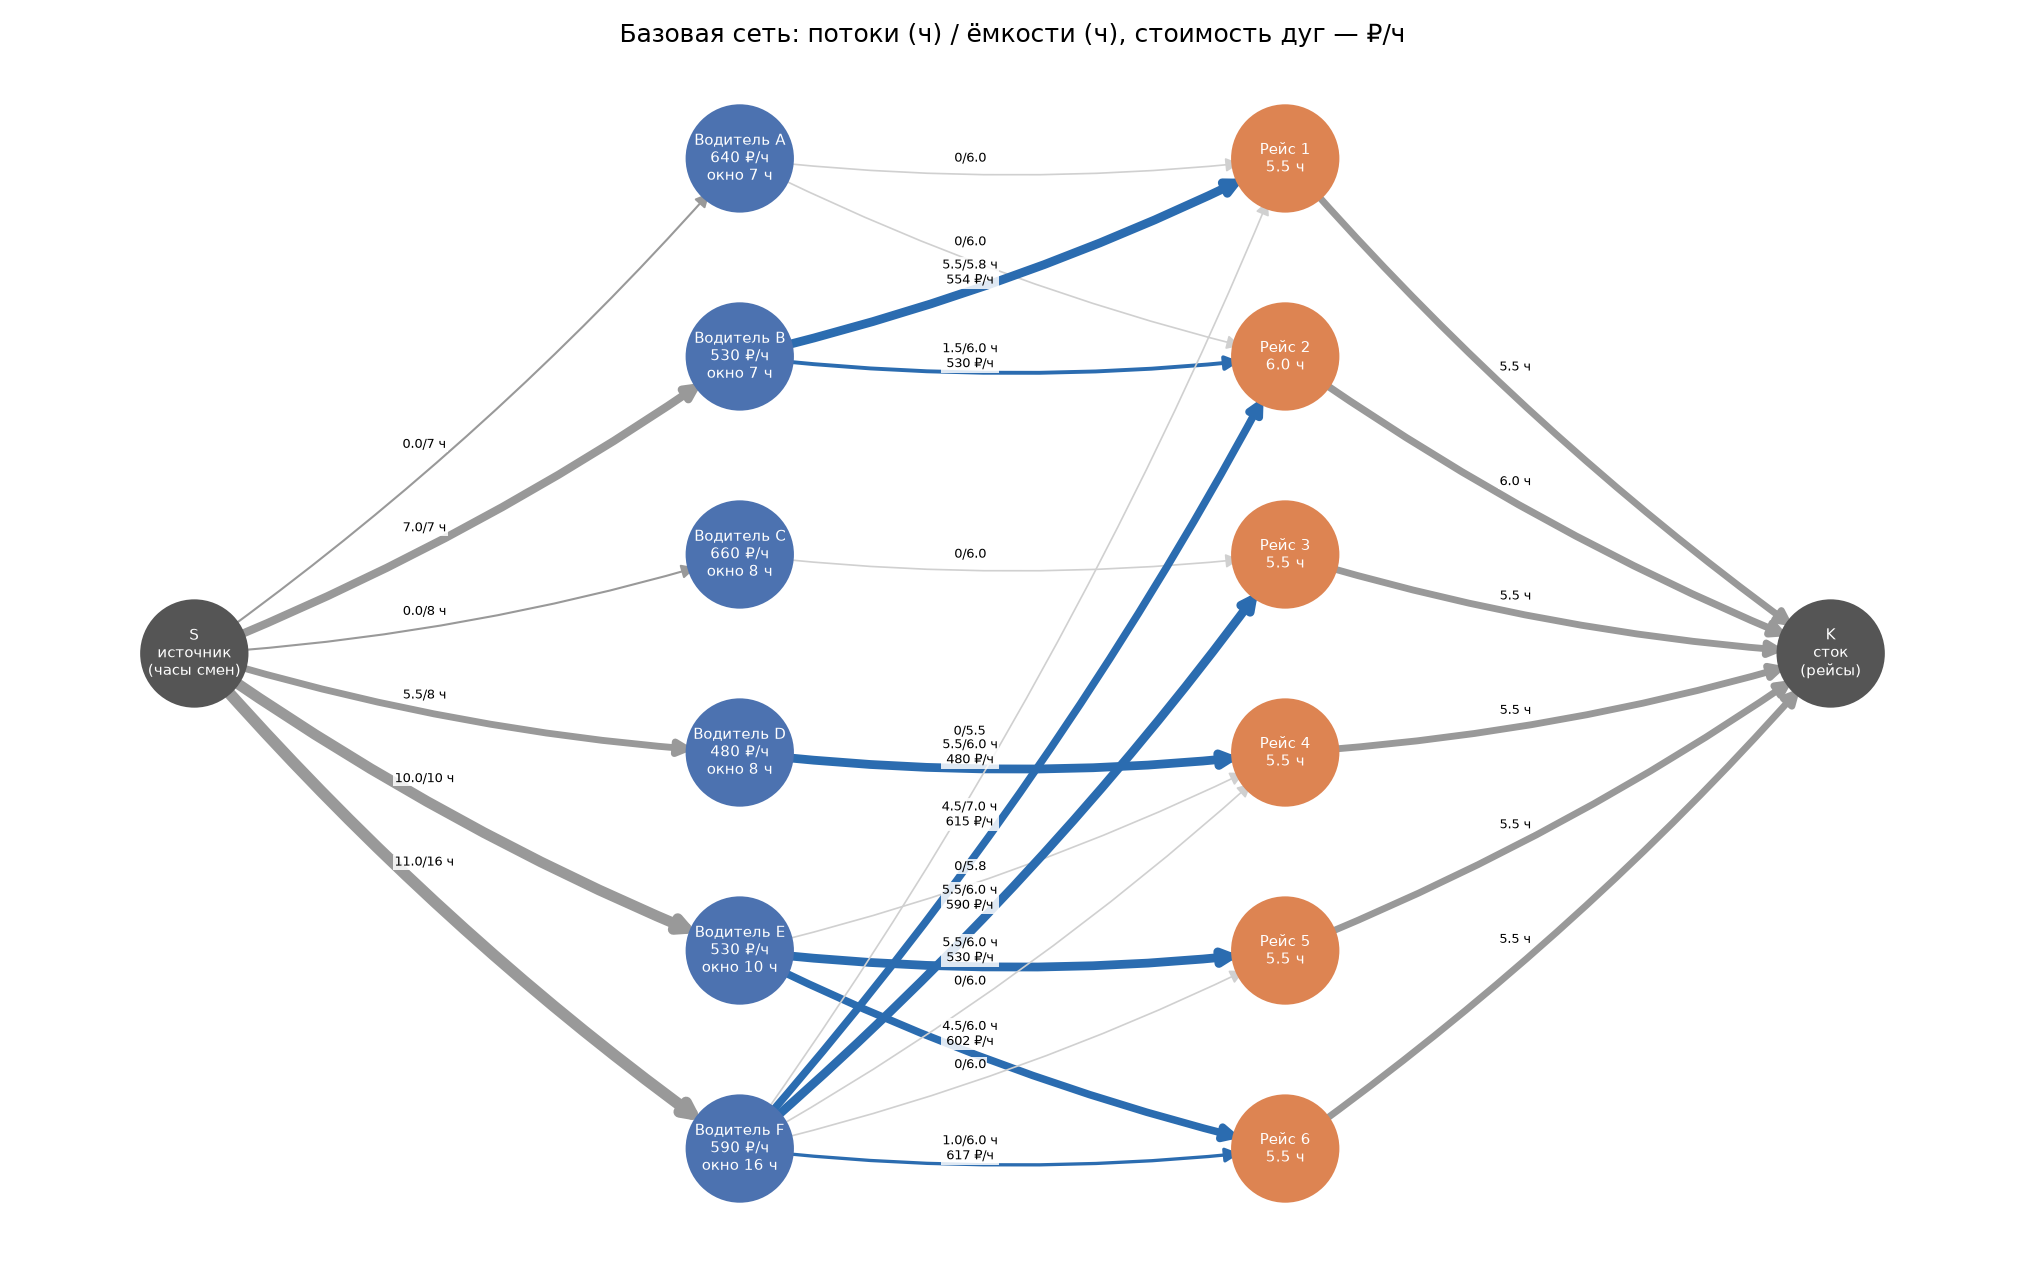 Базовая сеть: потоки (ч) / ёмкости (ч), стоимость дуг — ₽/ч
S
источник
(часы смен)
0.0/7 ч
7.0/7 ч
0.0/8 ч
5.5/8 ч
10.0/10 ч
11.0/16 ч
Водитель A
640 ₽/ч
окно 7 ч
Водитель B
530 ₽/ч
окно 7 ч
Водитель C
660 ₽/ч
окно 8 ч
Водитель D
480 ₽/ч
окно 8 ч
Водитель E
530 ₽/ч
окно 10 ч
Водитель F
590 ₽/ч
окно 16 ч
0/6.0
0/6.0
5.5/5.8 ч
554 ₽/ч
1.5/6.0 ч
530 ₽/ч
0/6.0
0/5.5
5.5/6.0 ч
480 ₽/ч
4.5/7.0 ч
615 ₽/ч
0/5.8
5.5/6.0 ч
590 ₽/ч
5.5/6.0 ч
530 ₽/ч
0/6.0
4.5/6.0 ч
602 ₽/ч
0/6.0
1.0/6.0 ч
617 ₽/ч
Рейс 1
5.5 ч
Рейс 2
6.0 ч
Рейс 3
5.5 ч
Рейс 4
5.5 ч
Рейс 5
5.5 ч
Рейс 6
5.5 ч
5.5 ч
6.0 ч
5.5 ч
5.5 ч
5.5 ч
5.5 ч
K
сток
(рейсы)